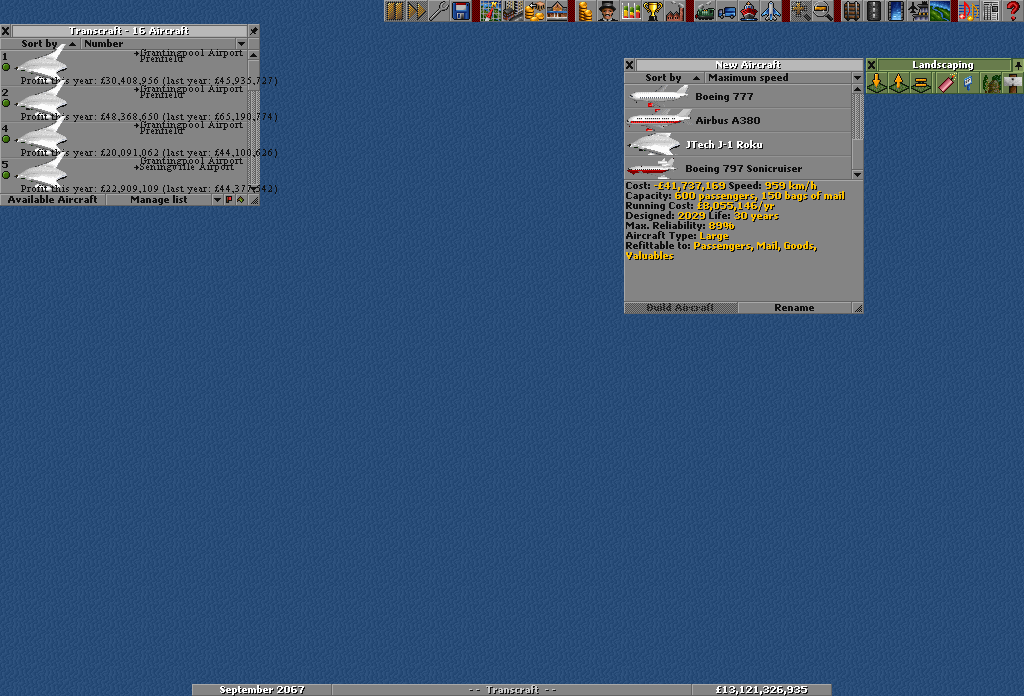 Transcraft - 16 Aircraft
Sort by Number
1
Grantingpool Airport
Prenfield
Profit this year: £30,408,956 (last year: £45,935,727)
2
Grantingpool Airport
Prenfield
Profit this year: £48,368,650 (last year: £65,190,774)
4
Grantingpool Airport
Prenfield
Profit this year: £20,091,062 (last year: £44,100,626)
5
Grantingpool Airport
Seningville Airport
Profit this year: £22,909,109 (last year: £44,377,542)
Available Aircraft Manage list
New Aircraft
Sort by Maximum speed
Boeing 777
Airbus A380
JTech J-1 Roku
Boeing 797 Sonicruiser
Cost: -£41,737,169 Speed: 959 km/h
Capacity: 600 passengers, 150 bags of mail
Running Cost: £8,055,146/yr
Designed: 2029 Life: 30 years
Max. Reliability: 89%
Aircraft Type: Large
Refittable to: Passengers, Mail, Goods,
Valuables
Build Aircraft Rename
Landscaping
September 2067 - - Transcraft - - £13,121,326,935